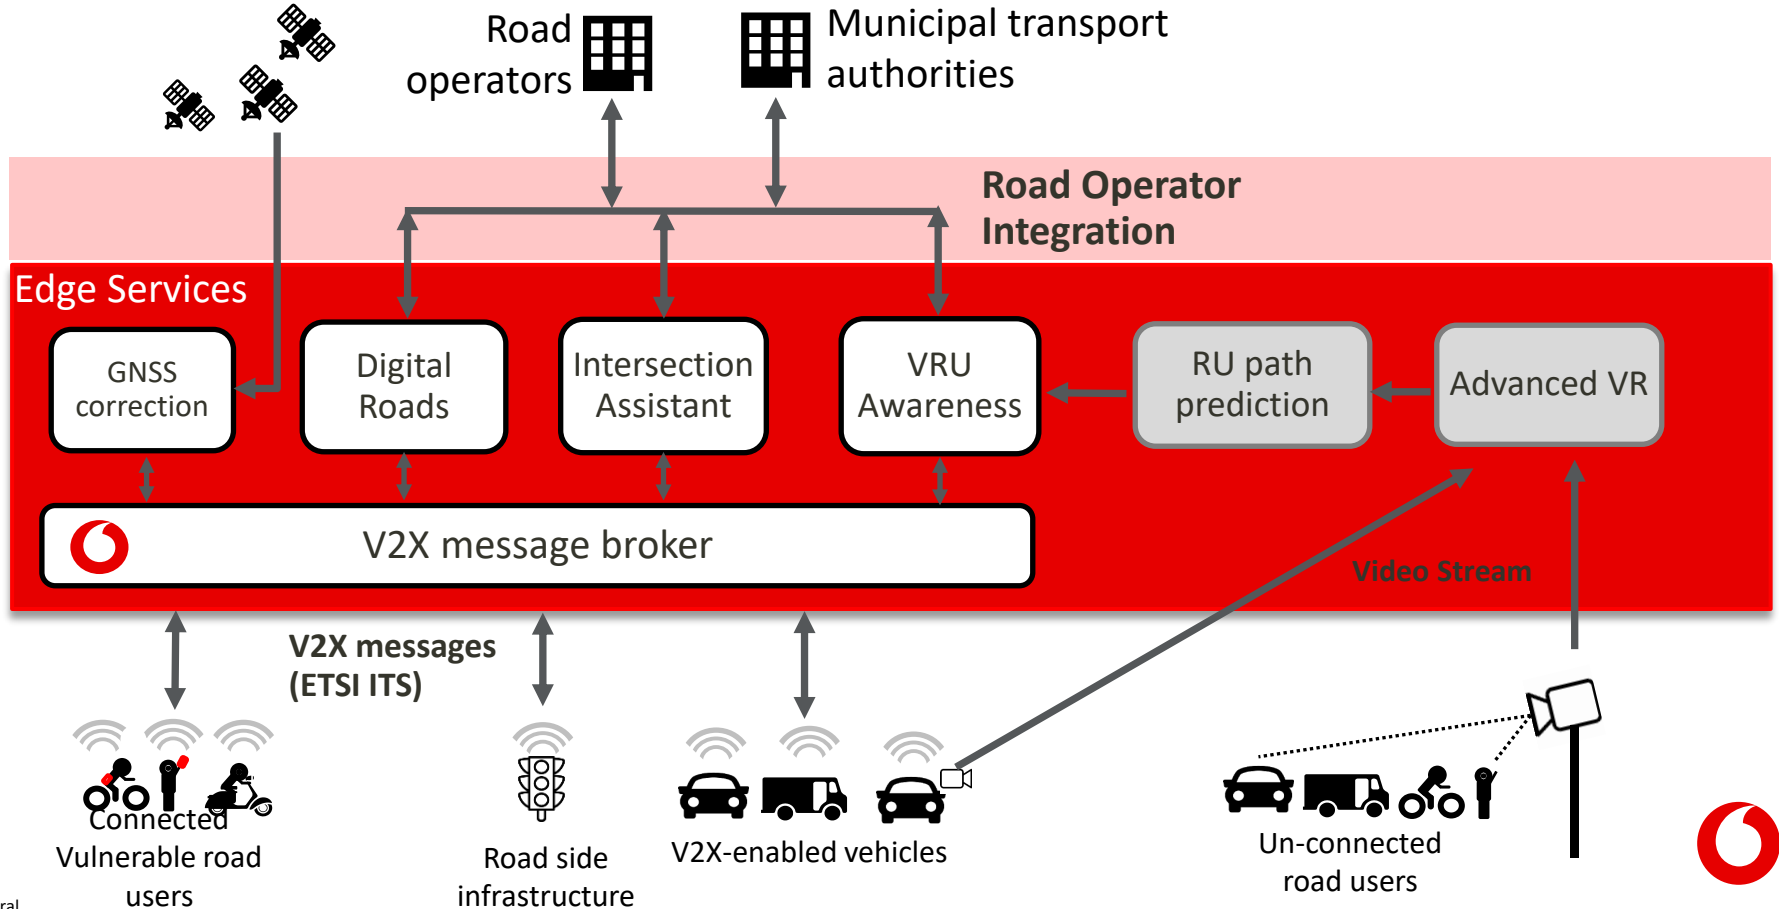 Road
operators
Municipal transport
authorities
Road Operator
Integration
Edge Services
GNSS
correction
Digital
Roads
Intersection
Assistant
VRU
Awareness
RU path
prediction
Advanced VR
V2X message broker
Video Stream
V2X messages
(ETSI ITS)
Connected
Vulnerable road
users
Road side
infrastructure
V2X-enabled vehicles
Un-connected
road users
ral